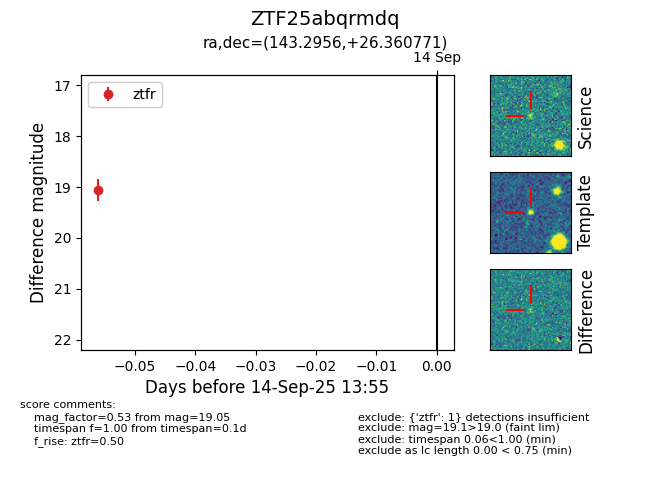 ZTF25abqrmdq
ra,dec=(143.2956,+26.360771)
14 Sep
ztfr
17
18
19
20
21
22
Difference magnitude
−0.05
−0.04
−0.03
−0.02
−0.01
0.00
Days before 14-Sep-25 13:55
Science
Template
Difference
score comments:
mag_factor=0.53 from mag=19.05
timespan f=1.00 from timespan=0.1d
f_rise: ztfr=0.50
exclude: {'ztfr': 1} detections insufficient
exclude: mag=19.1>19.0 (faint lim)
exclude: timespan 0.06<1.00 (min)
exclude as lc length 0.00 < 0.75 (min)